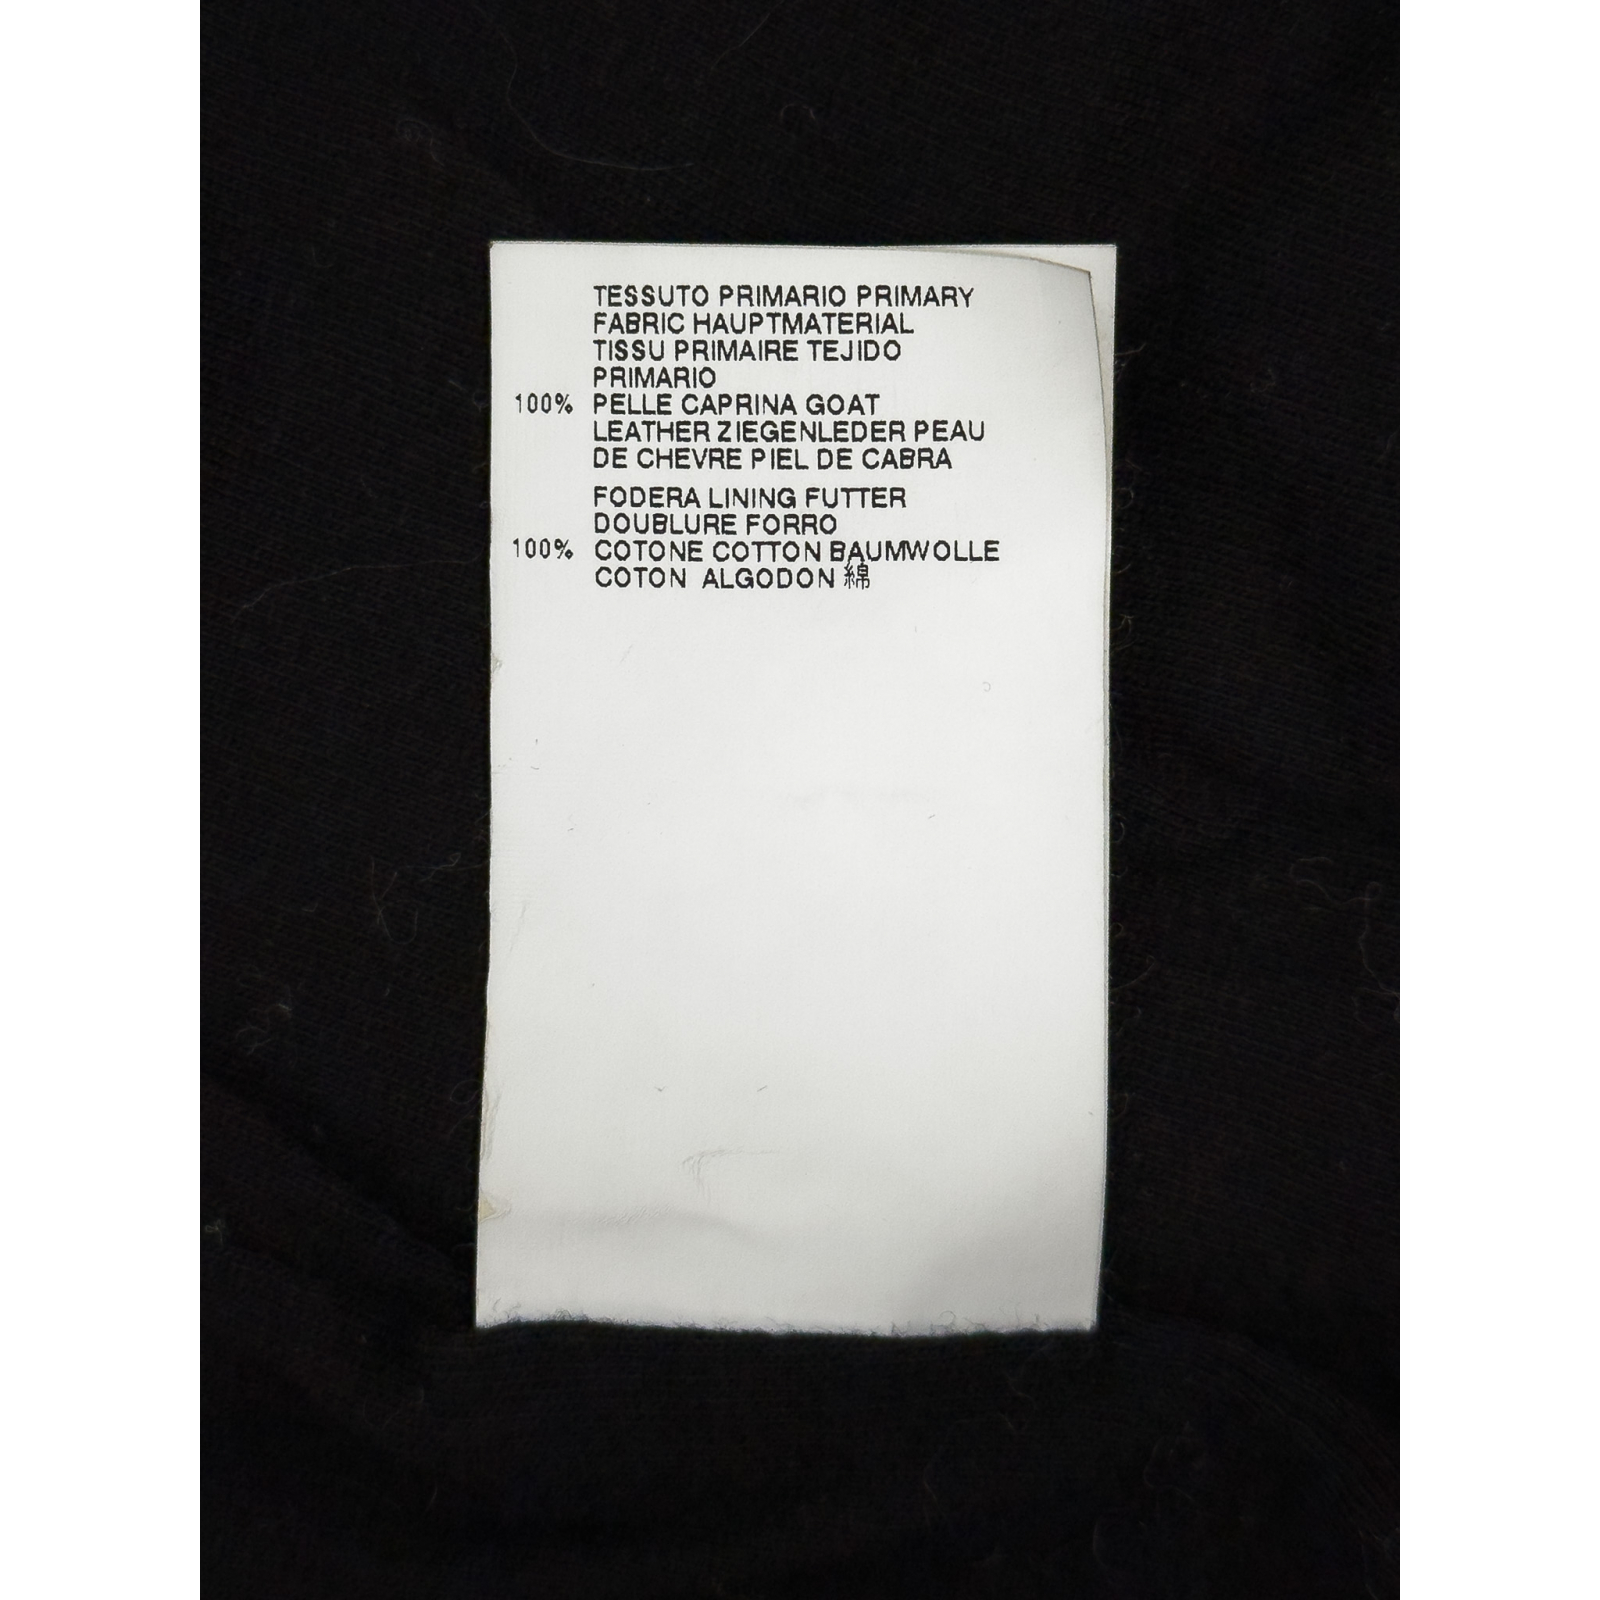 TESSUTO PRIMARIO PRIMARY
FABRIC HAUPTMATERIAL
TISSU PRIMAIRE TEJIDO
PRIMARIO
100% PELLE CAPRINA GOAT
LEATHER ZIEGENLEDER PEAU
DE CHEVRE PIEL DE CABRA
FODERA LINING FUTTER
DOUBLURE FORRO
100% COTONE COTTON BAUMWOLLE
COTON ALGODON 綿